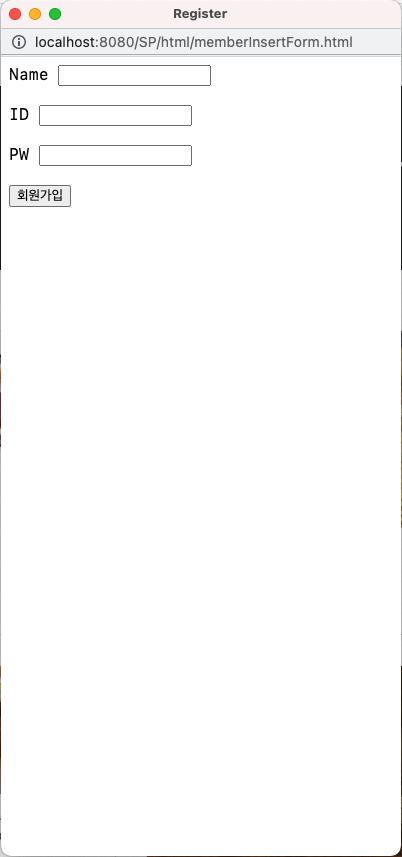 Register
localhost:8080/SP/html/memberInsertForm.html
Name
ID
PW
회원가입